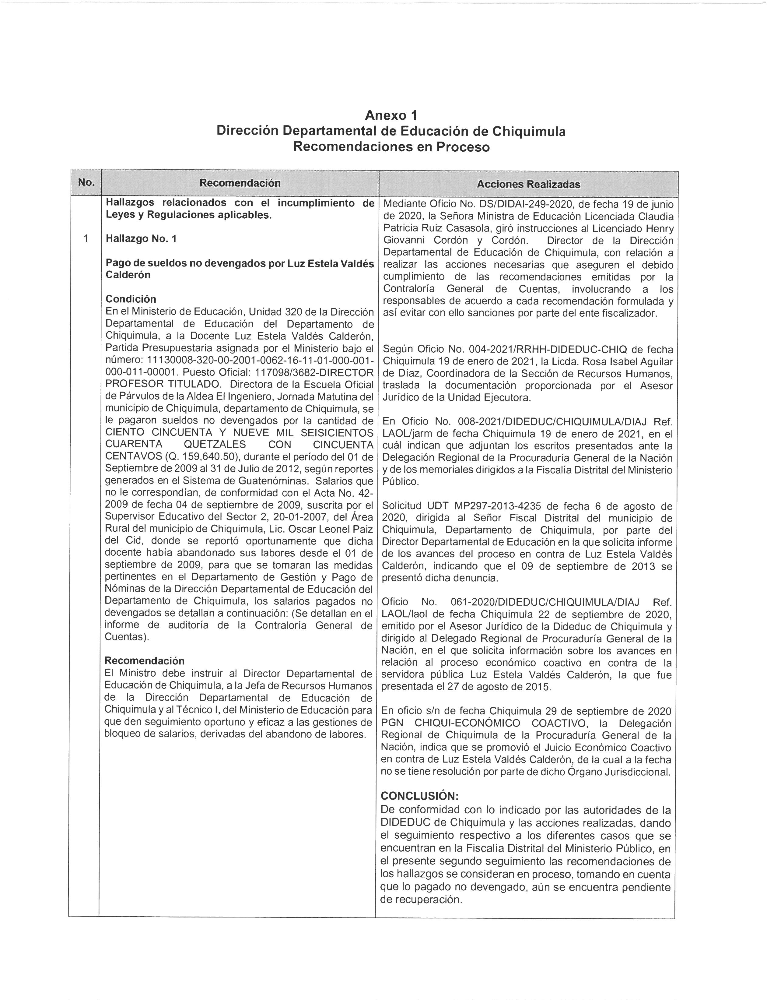 Anexo 1
Dirección Departamental de Educación de Chiquimula
Recomendaciones en Proceso
No.
Recomendación
Acciones Realizadas
1
Hallazgos relacionados con el incumplimiento de
Leyes y Regulaciones aplicables.
Hallazgo No. 1
Pago de sueldos no devengados por Luz Estela Valdés
Calderón
Condición
En el Ministerio de Educación, Unidad 320 de la Dirección
Departamental de Educación del Departamento de
Chiquimula, a la Docente Luz Estela Valdés Calderón,
Partida Presupuestaria asignada por el Ministerio bajo el
número: 11130008-320-00-2001-0062-16-11-01-000-001-
000-011-00001. Puesto Oficial: 117098/3682-DIRECTOR
PROFESOR TITULADO. Directora de la Escuela Oficial
de Párvulos de la Aldea El Ingeniero, Jornada Matutina del
municipio de Chiquimula, departamento de Chiquimula, se
le pagaron sueldos no devengados por la cantidad de
CIENTO CINCUENTA Y NUEVE MIL SEISICIENTOS
CUARENTA QUETZALES CON CINCUENTA
CENTAVOS (Q. 159,640.50), durante el período del 01 de
Septiembre de 2009 al 31 de Julio de 2012, según reportes
generados en el Sistema de Guatenóminas. Salarios que
no le correspondían, de conformidad con el Acta No. 42-
2009 de fecha 04 de septiembre de 2009, suscrita por el
Supervisor Educativo del Sector 2, 20-01-2007, del Área
Rural del municipio de Chiquimula, Lic. Oscar Leonel Paiz
del Cid, donde se reportó oportunamente que dicha
docente había abandonado sus labores desde el 01 de
septiembre de 2009, para que se tomaran las medidas
pertinentes en el Departamento de Gestión y Pago de
Nóminas de la Dirección Departamental de Educación del
Departamento de Chiquimula, los salarios pagados no
devengados se detallan a continuación: (Se detallan en el
informe de auditoría de la Contraloría General de
Cuentas).
Recomendación
El Ministro debe instruir al Director Departamental de
Educación de Chiquimula, a la Jefa de Recursos Humanos
de la Dirección Departamental de Educación de
Chiquimula y al Técnico I, del Ministerio de Educación para
que den seguimiento oportuno y eficaz a las gestiones de
bloqueo de salarios, derivadas del abandono de labores.
Mediante Oficio No. DS/DIDAI-249-2020, de fecha 19 de junio
de 2020, la Señora Ministra de Educación Licenciada Claudia
Patricia Ruiz Casasola, giró instrucciones al Licenciado Henry
Giovanni Cordón y Cordón. Director de la Dirección
Departamental de Educación de Chiquimula, con relación a
realizar las acciones necesarias que aseguren el debido
cumplimiento de las recomendaciones emitidas por la
Contraloría General de Cuentas, involucrando a los
responsables de acuerdo a cada recomendación formulada y
así evitar con ello sanciones por parte del ente fiscalizador.
Según Oficio No. 004-2021/RRHH-DIDEDUC-CHIQ de fecha
Chiquimula 19 de enero de 2021, la Licda. Rosa Isabel Aguilar
de Díaz, Coordinadora de la Sección de Recursos Humanos,
traslada la documentación proporcionada por el Asesor
Jurídico de la Unidad Ejecutora.
En Oficio No. 008-2021/DIDEDUC/CHIQUIMULA/DIAJ Ref.
LAOL/jarm de fecha Chiquimula 19 de enero de 2021, en el
cuál indican que adjuntan los escritos presentados ante la
Delegación Regional de la Procuraduría General de la Nación
y de los memoriales dirigidos a la Fiscalía Distrital del Ministerio
Público.
Solicitud UDT MP297-2013-4235 de fecha 6 de agosto de
2020, dirigida al Señor Fiscal Distrital del municipio de
Chiquimula, Departamento de Chiquimula, por parte del
Director Departamental de Educación en la que solicita informe
de los avances del proceso en contra de Luz Estela Valdés
Calderón, indicando que el 09 de septiembre de 2013 se
presentó dicha denuncia.
Oficio No. 061-2020/DIDEDUC/CHIQUIMULA/DIAJ Ref.
LAOL/laol de fecha Chiquimula 22 de septiembre de 2020,
emitido por el Asesor Jurídico de la Dideduc de Chiquimula y
dirigido al Delegado Regional de Procuraduría General de la
Nación, en el que solicita información sobre los avances en
relación al proceso económico coactivo en contra de la
servidora pública Luz Estela Valdés Calderón, la que fue
presentada el 27 de agosto de 2015.
En oficio s/n de fecha Chiquimula 29 de septiembre de 2020
PGN CHIQUI-ECONÓMICO COACTIVO, la Delegación
Regional de Chiquimula de la Procuraduría General de la
Nación, indica que se promovió el Juicio Económico Coactivo
en contra de Luz Estela Valdés Calderón, de la cual a la fecha
no se tiene resolución por parte de dicho Órgano Jurisdiccional.
CONCLUSIÓN:
De conformidad con lo indicado por las autoridades de la
DIDEDUC de Chiquimula y las acciones realizadas, dando
el seguimiento respectivo a los diferentes casos que se
encuentran en la Fiscalía Distrital del Ministerio Público, en
el presente segundo seguimiento las recomendaciones de
los hallazgos se consideran en proceso, tomando en cuenta
que lo pagado no devengado, aún se encuentra pendiente
de recuperación.